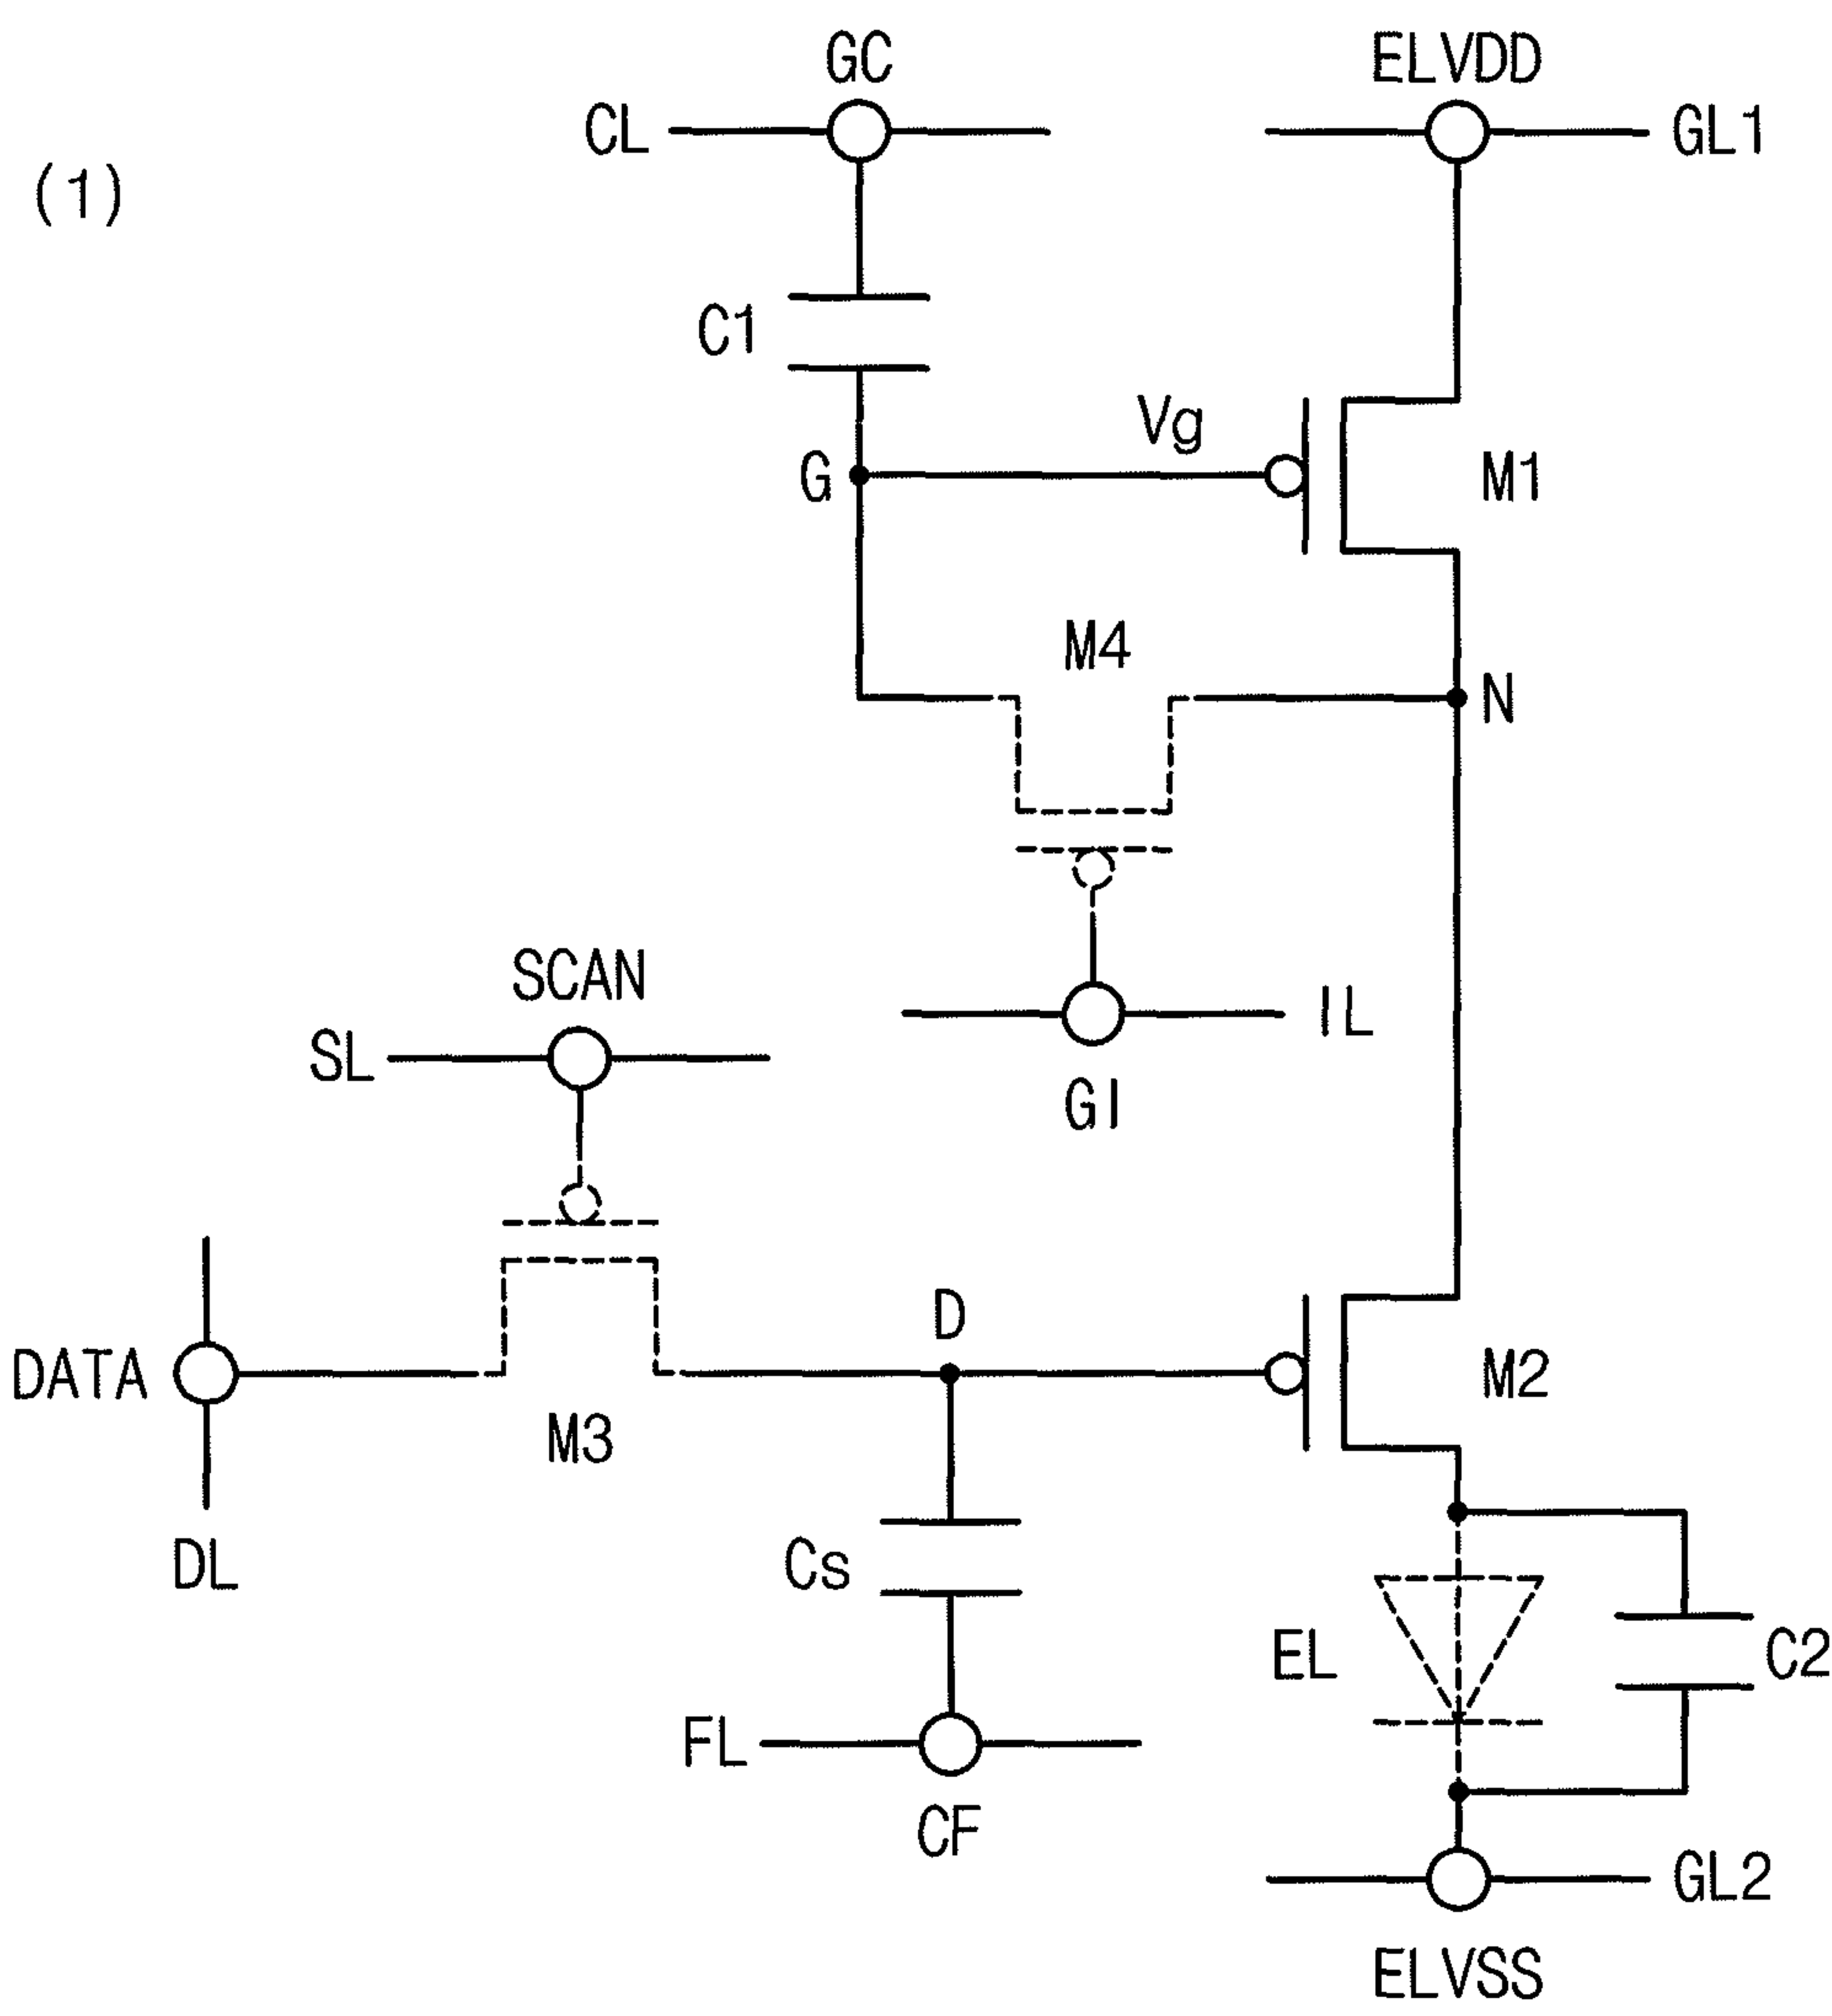 GC
ELVDD
CL
GL1
(1)
C1
Vg
G
M1
M4
N
SCAN
SL
IL
GI
D
DATA
M2
M3
DL
Cs
EL
C2
FL
CF
GL2
ELVSS